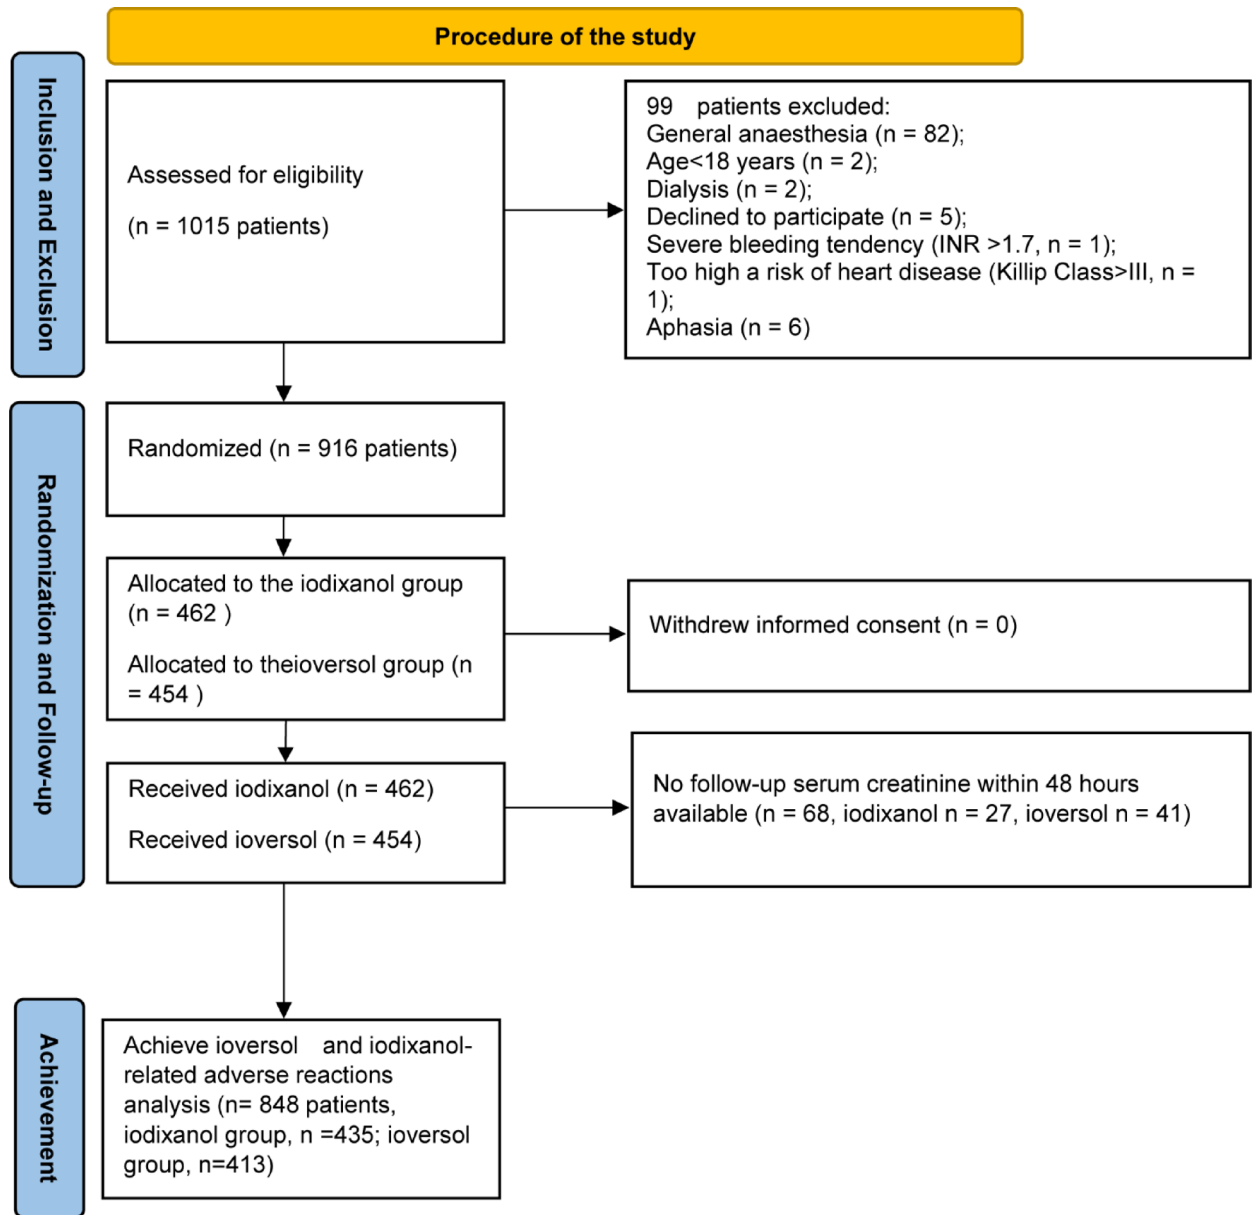 Procedure of the study
Inclusion and Exclusion
Assessed for eligibility
(n = 1015 patients)
99 patients excluded:
General anaesthesia (n = 82);
Age<18 years (n = 2);
Dialysis (n = 2);
Declined to participate (n = 5);
Severe bleeding tendency (INR >1.7, n = 1);
Too high a risk of heart disease (Killip Class>III, n =
1);
Aphasia (n = 6)
Randomization and Follow-up
Randomized (n = 916 patients)
Allocated to the iodixanol group
(n = 462 )
Allocated to theioversol group (n
= 454 )
Withdrew informed consent (n = 0)
Received iodixanol (n = 462)
Received ioversol (n = 454)
No follow-up serum creatinine within 48 hours
available (n = 68, iodixanol n = 27, ioversol n = 41)
Achievement
Achieve ioversol and iodixanol-
related adverse reactions
analysis (n= 848 patients,
iodixanol group, n =435; ioversol
group, n=413)